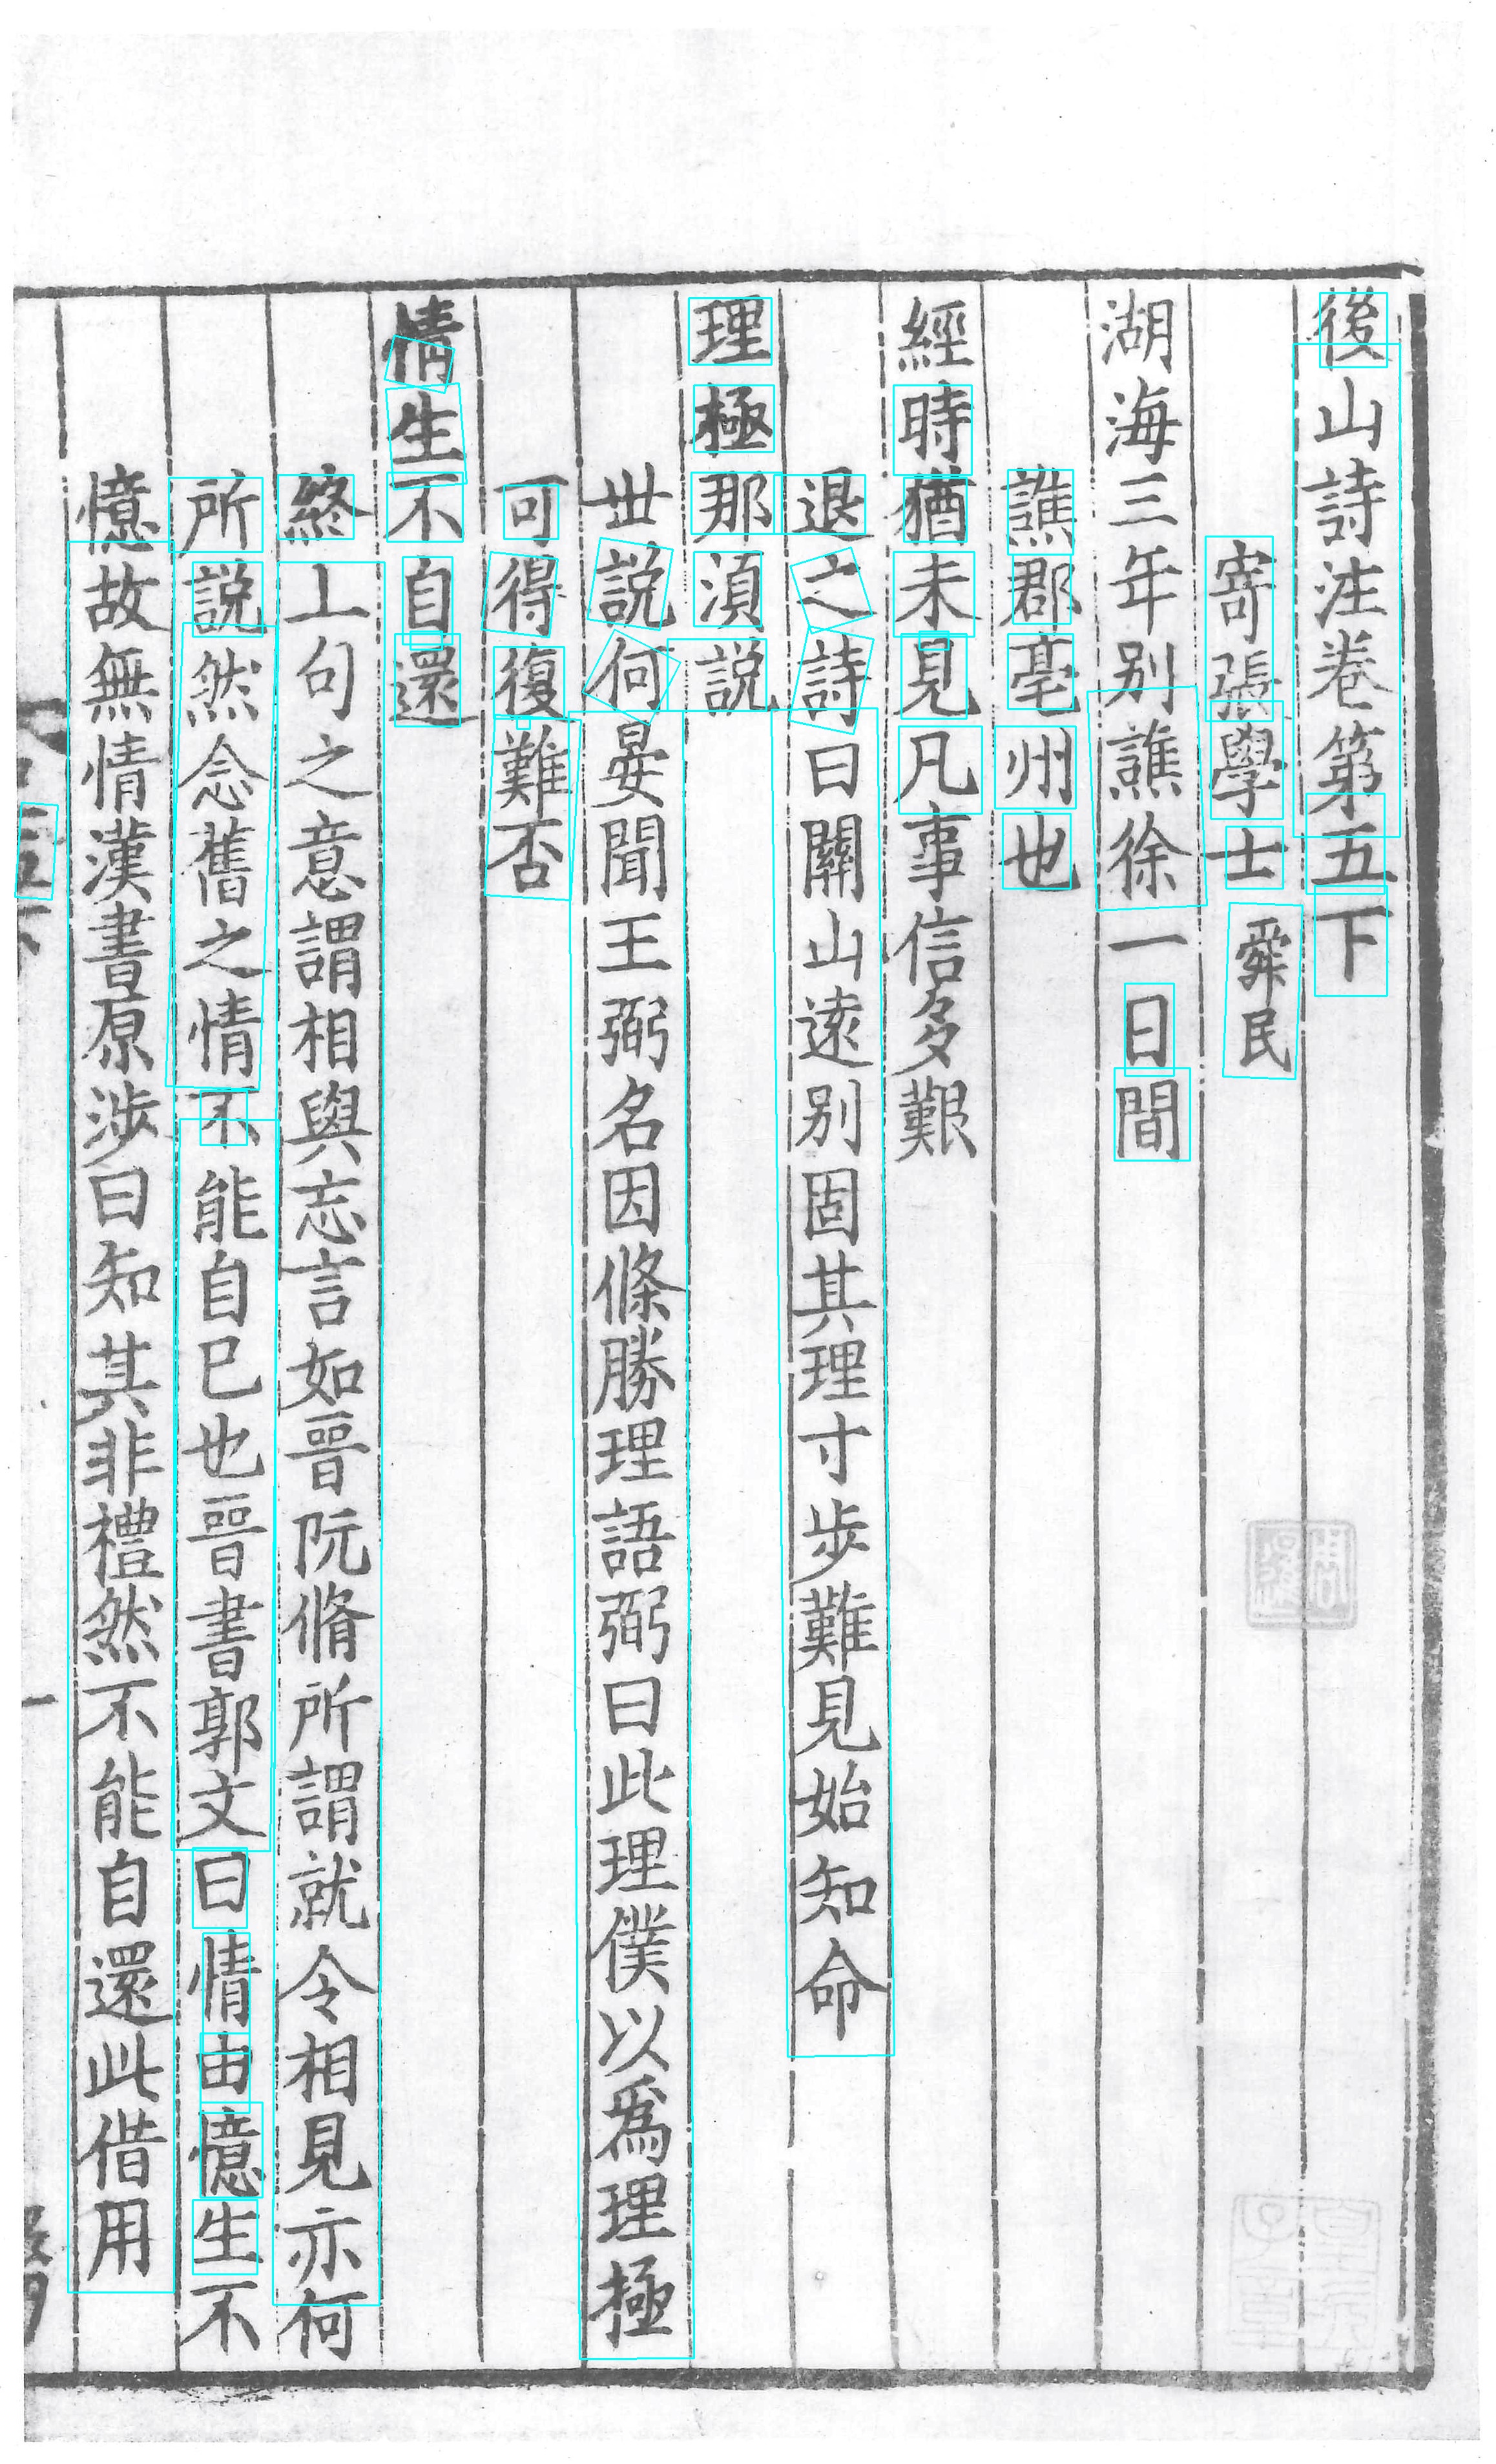 後山詩注卷第五下
寄張學士舜民
湖海三年别譙徐一日間
譙郡亳州也
經時猶未見凡事信多艱
退之詩曰關山遠别固其理寸步難見始知命
理極那湏説
世説何晏聞王弼名因條勝理語弼曰此理僕以爲理極
可得復難否
情生不自還
終上句之意謂相與志言如晉阮脩所謂就令相見亦何
所説然念舊之情不能自已也晉書郭文曰情由憶生不
憶故無情漢書原涉曰知其非禮然不能自還此借用